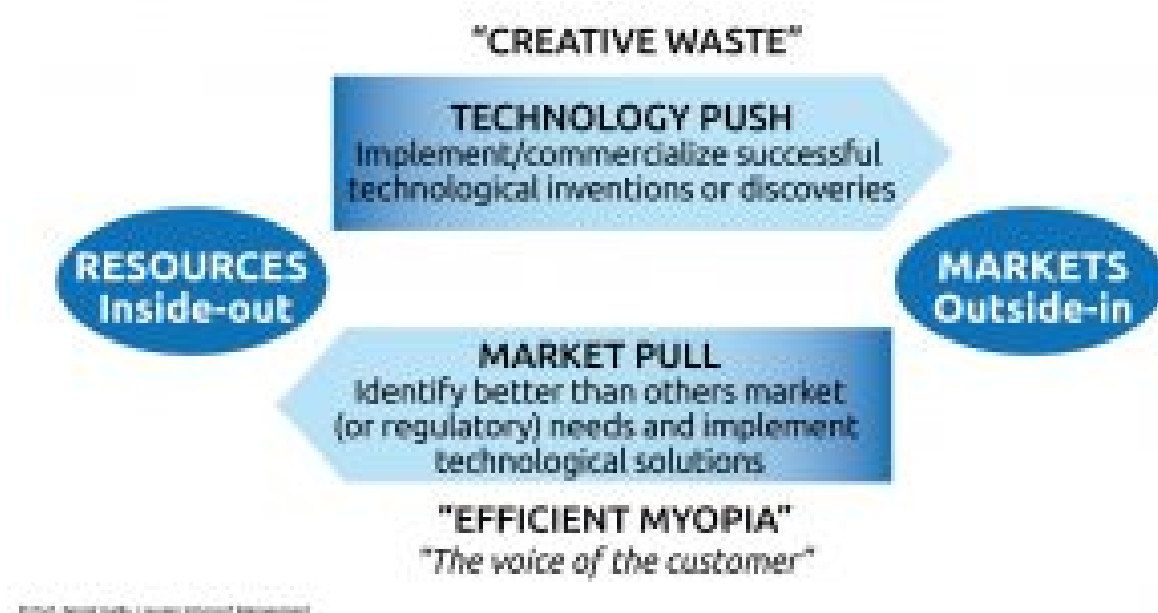 "CREATIVE WASTE"
TECHNOLOGY PUSH
Implement/commercialize successful
technological inventions or discoveries
RESOURCES
Inside-out
MARKETS
Outside-in
MARKET PULL
Identify better than others market
(or regulatory) needs and implement
technological solutions
"EFFICIENT MYOPIA"
"The voice of the customer"